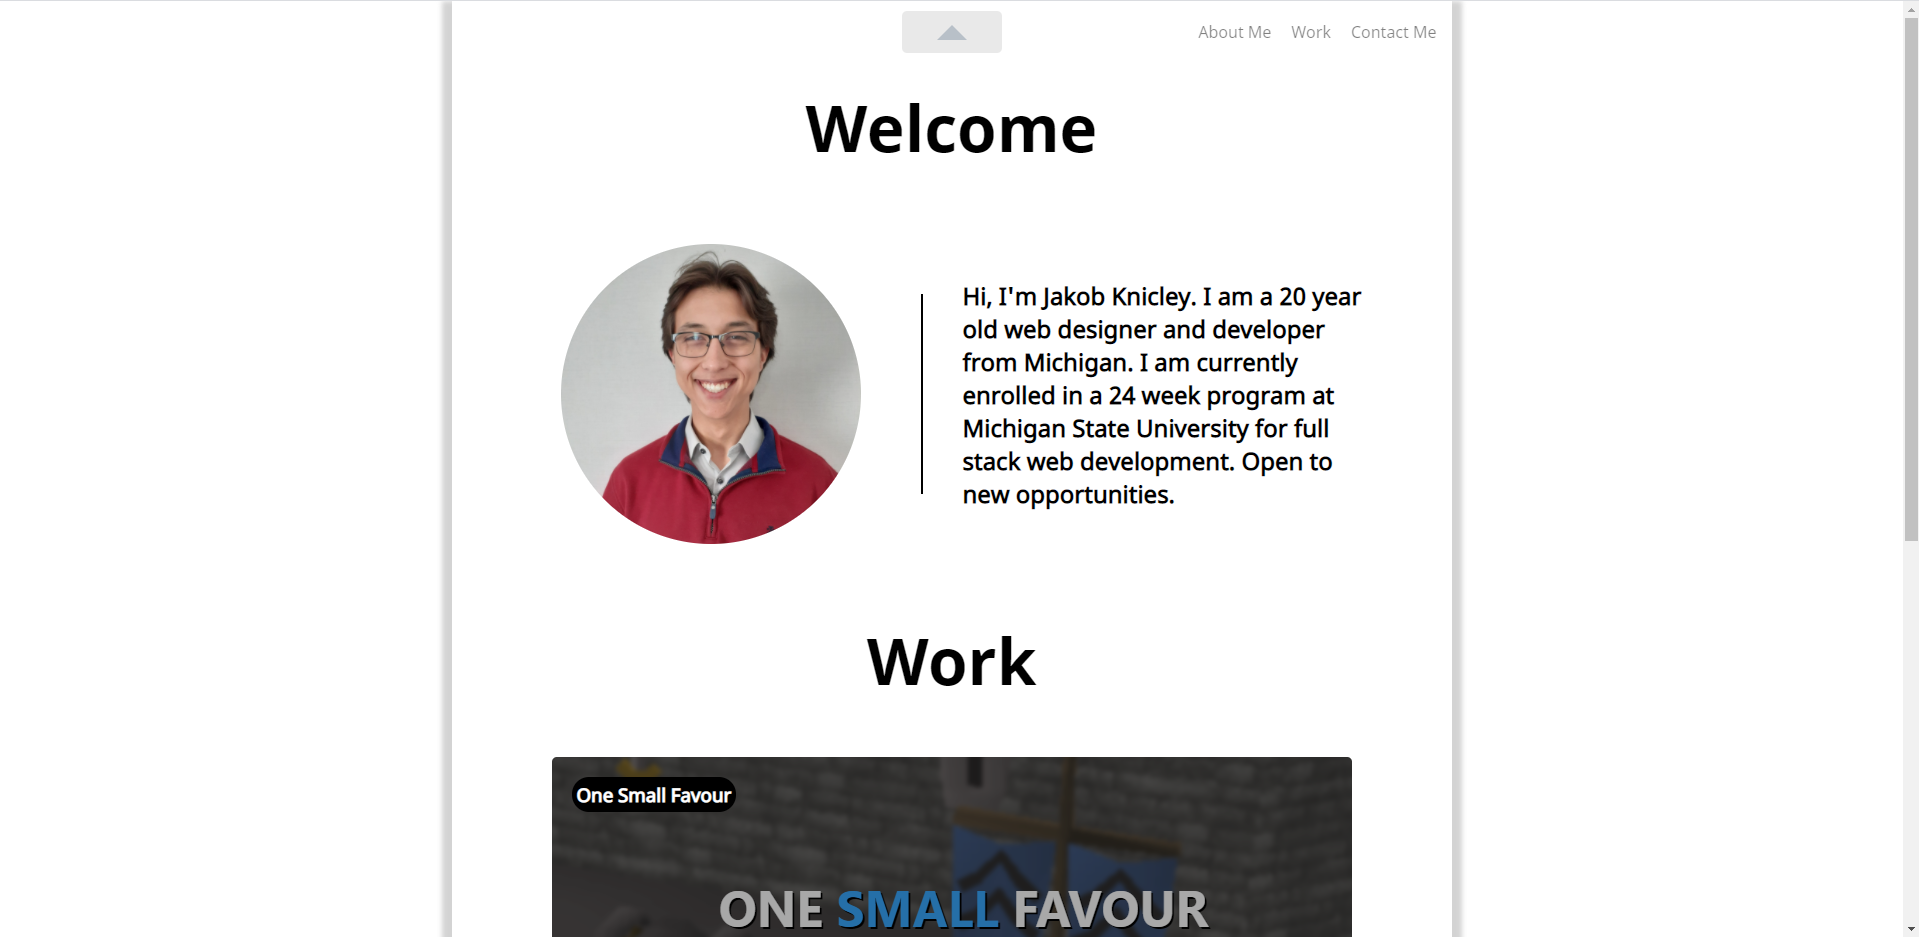 About Me Work Contact Me
Welcome
Hi, I'm Jakob Knicley. I am a 20 year
old web designer and developer
from Michigan. I am currently
enrolled in a 24 week program at
Michigan State University for full
stack web development. Open to
new opportunities.
Work
One Small Favour
ONE SMALL FAVOUR